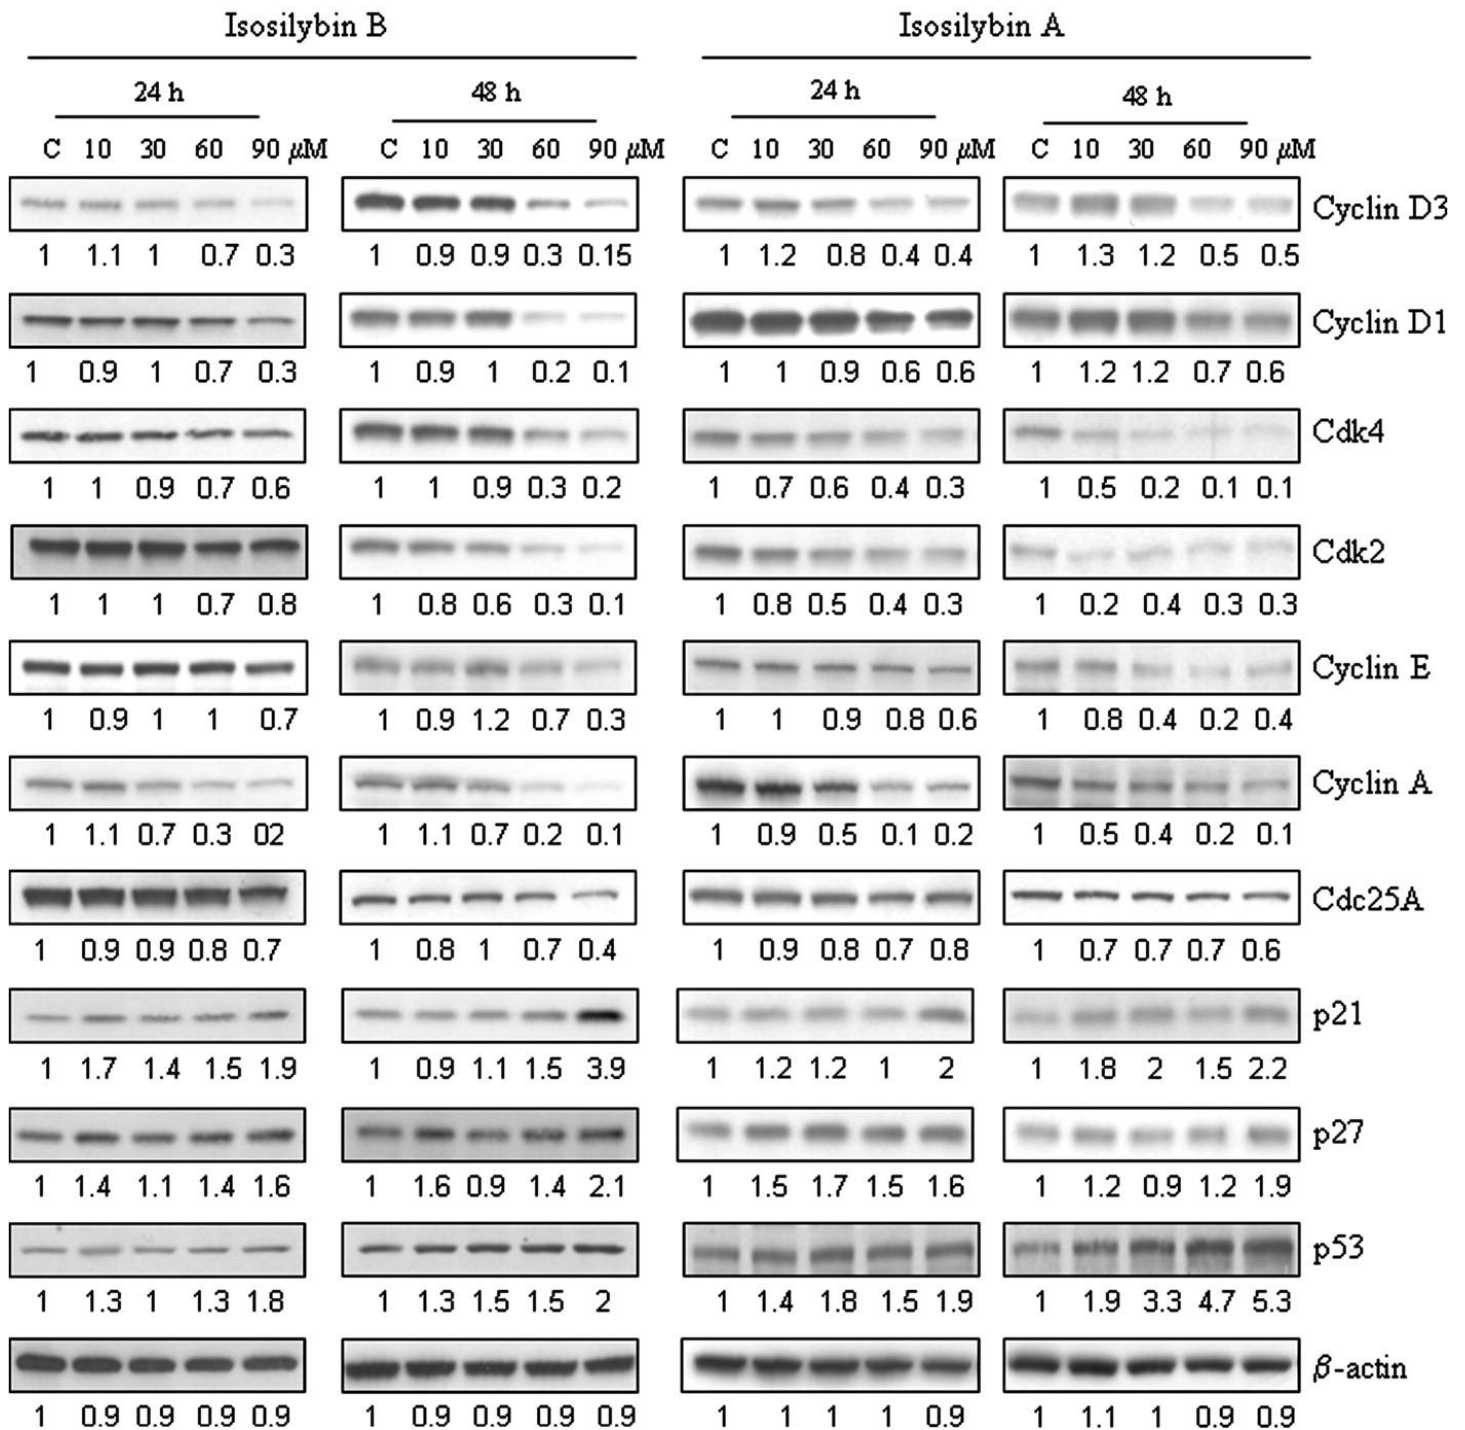 Isosilybin B Isosilybin A
24 h 48 h 24 h 48 h
C 10 30 60 90 μM C 10 30 60 90 μM C 10 30 60 90 μM C 10 30 60 90 μM
Cyclin D3
1 1.1 1 0.7 0.3 1 0.9 0.9 0.3 0.15 1 1.2 0.8 0.4 0.4 1 1.3 1.2 0.5 0.5
Cyclin D1
1 0.9 1 0.7 0.3 1 0.9 1 0.2 0.1 1 1 0.9 0.6 0.6 1 1.2 1.2 0.7 0.6
Cdk4
1 1 0.9 0.7 0.6 1 1 0.9 0.3 0.2 1 0.7 0.6 0.4 0.3 1 0.5 0.2 0.1 0.1
Cdk2
1 1 1 0.7 0.8 1 0.8 0.6 0.3 0.1 1 0.8 0.5 0.4 0.3 1 0.2 0.4 0.3 0.3
Cyclin E
1 0.9 1 1 0.7 1 0.9 1.2 0.7 0.3 1 1 0.9 0.8 0.6 1 0.8 0.4 0.2 0.4
Cyclin A
1 1.1 0.7 0.3 02 1 1.1 0.7 0.2 0.1 1 0.9 0.5 0.1 0.2 1 0.5 0.4 0.2 0.1
Cdc25A
1 0.9 0.9 0.8 0.7 1 0.8 1 0.7 0.4 1 0.9 0.8 0.7 0.8 1 0.7 0.7 0.7 0.6
p21
1 1.7 1.4 1.5 1.9 1 0.9 1.1 1.5 3.9 1 1.2 1.2 1 2 1 1.8 2 1.5 2.2
p27
1 1.4 1.1 1.4 1.6 1 1.6 0.9 1.4 2.1 1 1.5 1.7 1.5 1.6 1 1.2 0.9 1.2 1.9
p53
1 1.3 1 1.3 1.8 1 1.3 1.5 1.5 2 1 1.4 1.8 1.5 1.9 1 1.9 3.3 4.7 5.3
β-actin
1 0.9 0.9 0.9 0.9 1 0.9 0.9 0.9 0.9 1 1 1 1 0.9 1 1.1 1 0.9 0.9